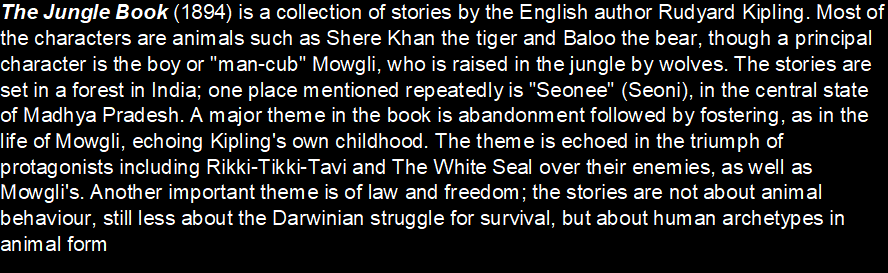 The Jungle Book (1894) is a collection of stories by the English author Rudyard Kipling. Most of
the characters are animals such as Shere Khan the tiger and Baloo the bear, though a principal
character is the boy or "man-cub" Mowgli, who is raised in the jungle by wolves. The stories are
set in a forest in India; one place mentioned repeatedly is "Seonee" (Seoni), in the central state
of Madhya Pradesh. A major theme in the book is abandonment followed by fostering, as in the
life of Mowgli, echoing Kipling's own childhood. The theme is echoed in the triumph of
protagonists including Rikki-Tikki-Tavi and The White Seal over their enemies, as well as
Mowgli's. Another important theme is of law and freedom; the stories are not about animal
behaviour, still less about the Darwinian struggle for survival, but about human archetypes in
animal form